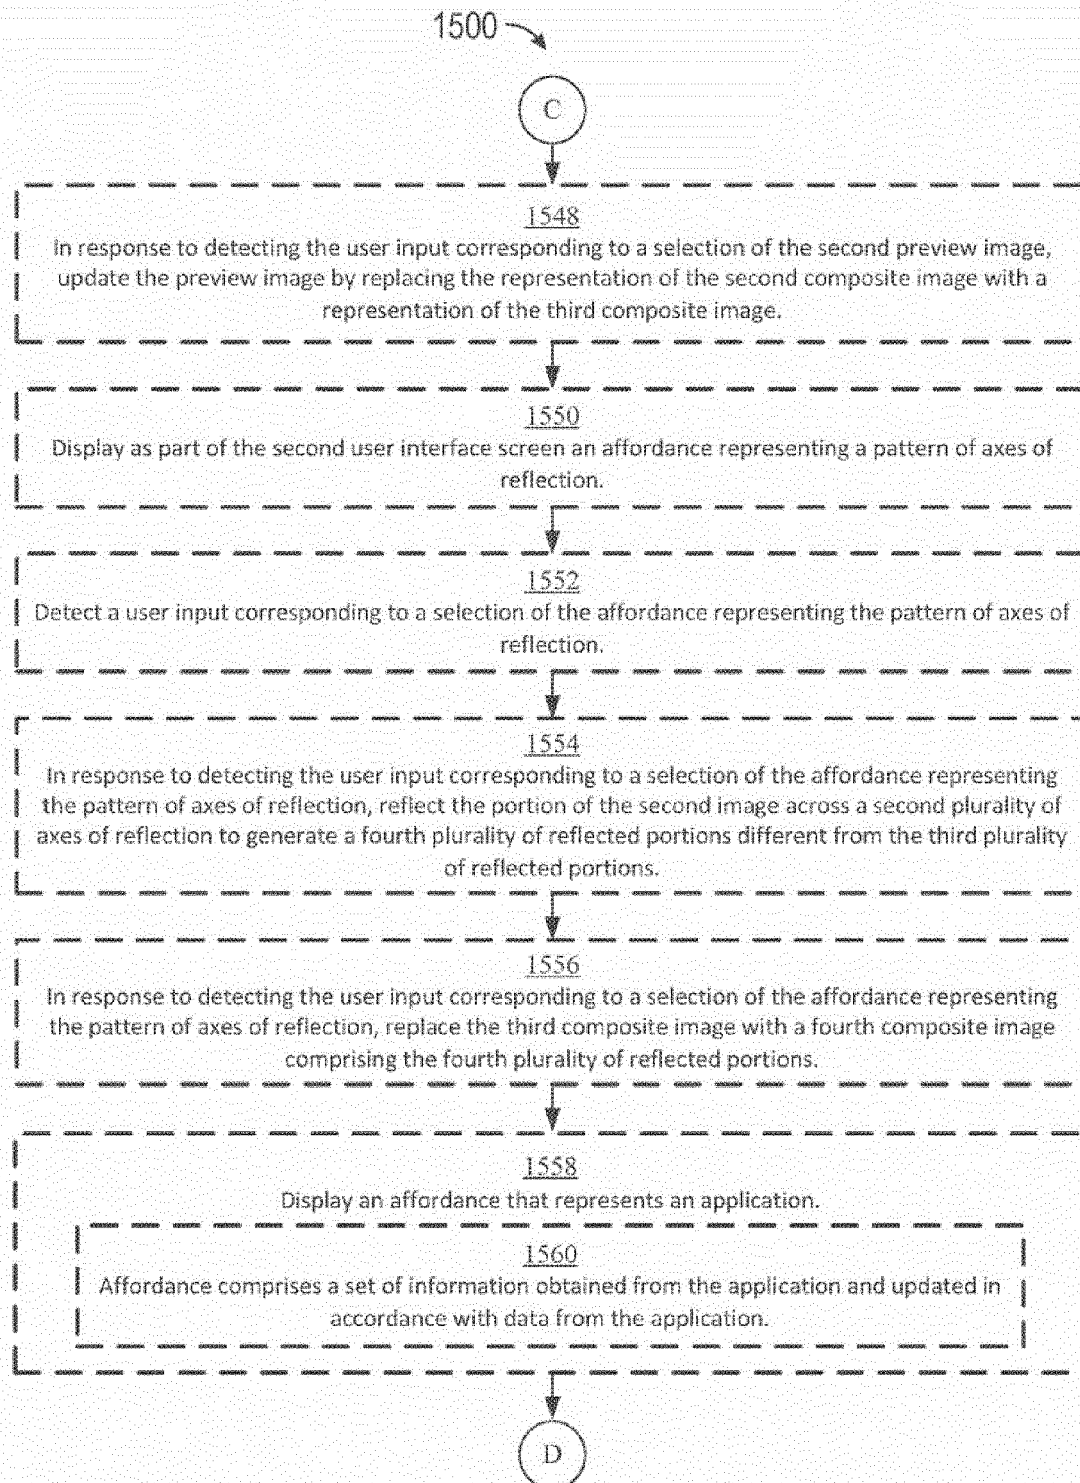 1500
C
1548
In response to detecting the user input corresponding to a selection of the second preview image,
update the preview image by replacing the representation of the second composite image with a
representation of the third composite image.
1550
Display as part of the second user interface screen an affordance representing a pattern of axes of
reflection.
1552
Detect a user input corresponding to a selection of the affordance representing the pattern of axes of
reflection.
1554
In response to detecting the user input corresponding to a selection of the affordance representing
the pattern of axes of reflection, reflect the portion of the second image across a second plurality of
axes of reflection to generate a fourth plurality of reflected portions different from the third plurality
of reflected portions.
1556
In response to detecting the user input corresponding to a selection of the affordance representing
the pattern of axes of reflection, replace the third composite image with a fourth composite image
comprising the fourth plurality of reflected portions.
1558
Display an affordance that represents an application.
1560
Affordance comprises a set of information obtained from the application and updated in
accordance with data from the application.
D